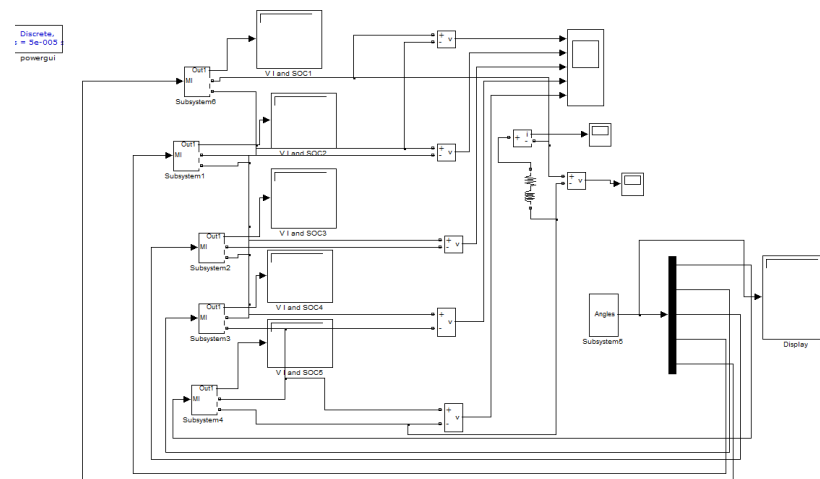 Discrete,
s = 5e-005 s
powergui
Out1
MI
Subsystem6
V I and SOC1
+
-
v
Out1
MI
Subsystem1
V I and SOC2
+
-
v
+
i
-
+
-
v
Out1
MI
Subsystem2
V I and SOC3
+
-
v
Out1
MI
Subsystem3
V I and SOC4
+
-
v
Angles
Subsystem5
Display
Out1
MI
Subsystem4
V I and SOC5
+
-
v